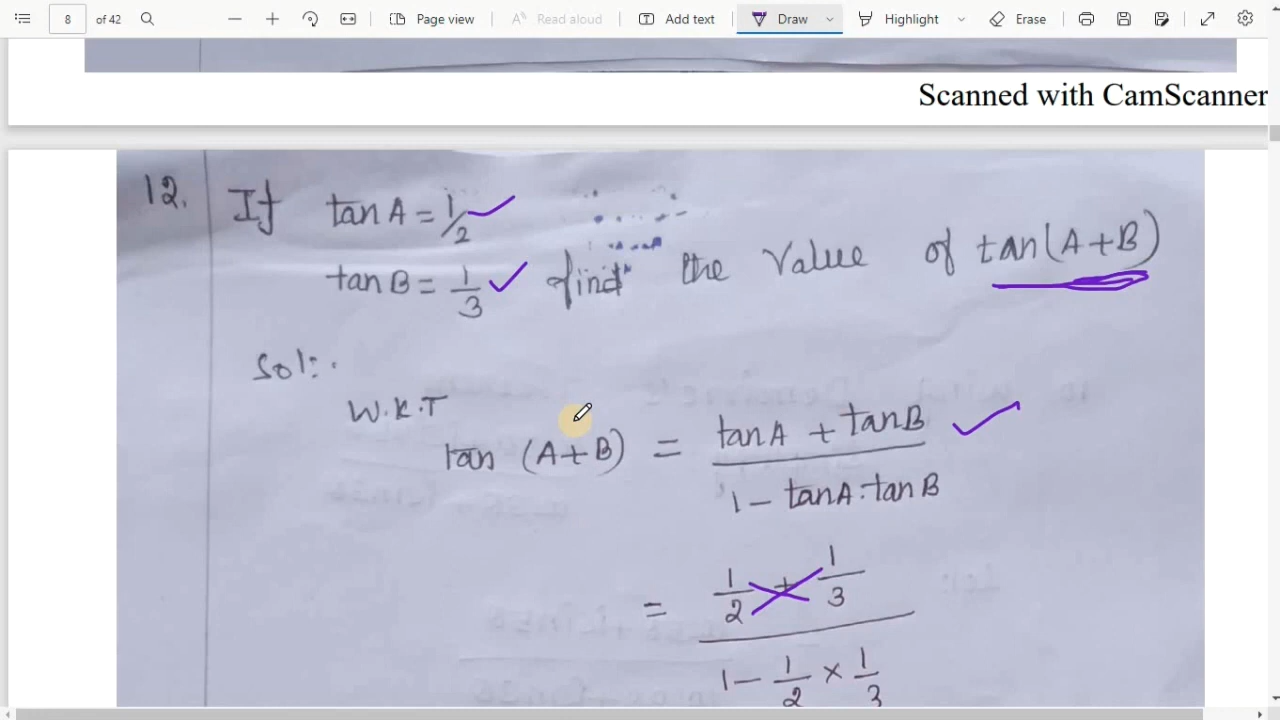 8 of 42 Page view Read aloud Add text Draw Highlight Erase
Scanned with CamScanner
12. If tanA = 1/2
tanB = 1/3 find the Value of tan(A+B)
Sol:.
W.K.T
tan (A+B) = tanA + tanB / 1 - tanA.tanB
= 1/2 + 1/3 / 1 - 1/2 × 1/3